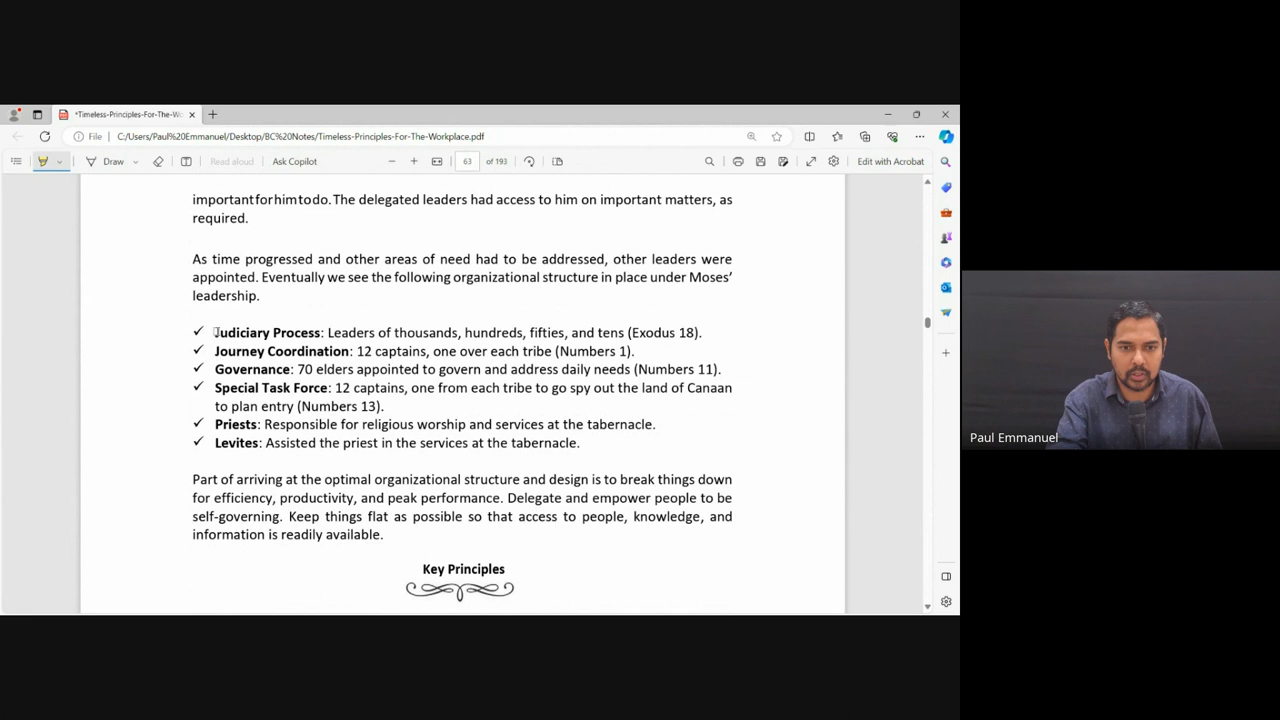 *Timeless-Principles-For-The-Wo
File
C:/Users/Paul%20Emmanuel/Desktop/BC%20Notes/Timeless-Principles-For-The-Workplace.pdf
Draw
Read aloud
Ask Copilot
63
of 193
Edit with Acrobat
importantforhimtodo. The delegated leaders had access to him on important matters, as
required.
As time progressed and other areas of need had to be addressed, other leaders were
appointed. Eventually we see the following organizational structure in place under Moses’
leadership.
✓ Judiciary Process: Leaders of thousands, hundreds, fifties, and tens (Exodus 18).
✓ Journey Coordination: 12 captains, one over each tribe (Numbers 1).
✓ Governance: 70 elders appointed to govern and address daily needs (Numbers 11).
✓ Special Task Force: 12 captains, one from each tribe to go spy out the land of Canaan
to plan entry (Numbers 13).
✓ Priests: Responsible for religious worship and services at the tabernacle.
✓ Levites: Assisted the priest in the services at the tabernacle.
Part of arriving at the optimal organizational structure and design is to break things down
for efficiency, productivity, and peak performance. Delegate and empower people to be
self-governing. Keep things flat as possible so that access to people, knowledge, and
information is readily available.
Key Principles
Paul Emmanuel